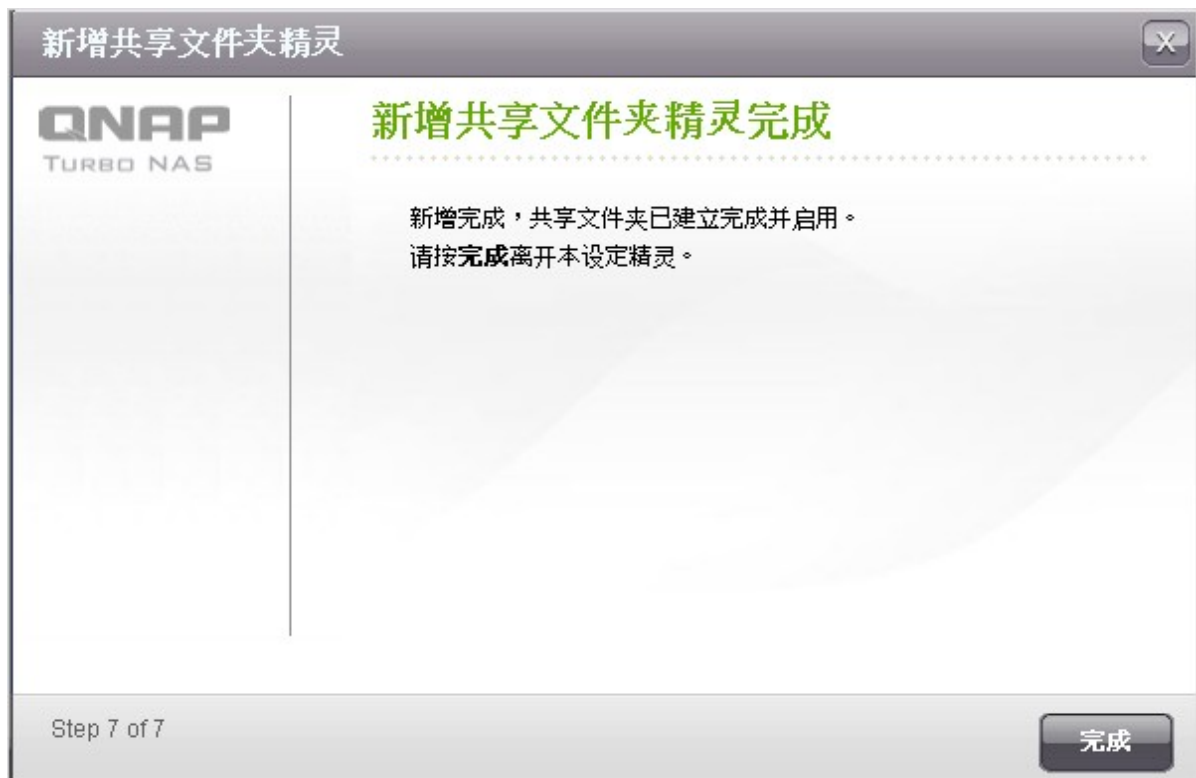 新增共享文件夹精灵
X
QNAP
TURBO NAS
新增共享文件夹精灵完成
新增完成，共享文件夹已建立完成并启用。
请按完成离开本设定精灵。
Step 7 of 7
完成